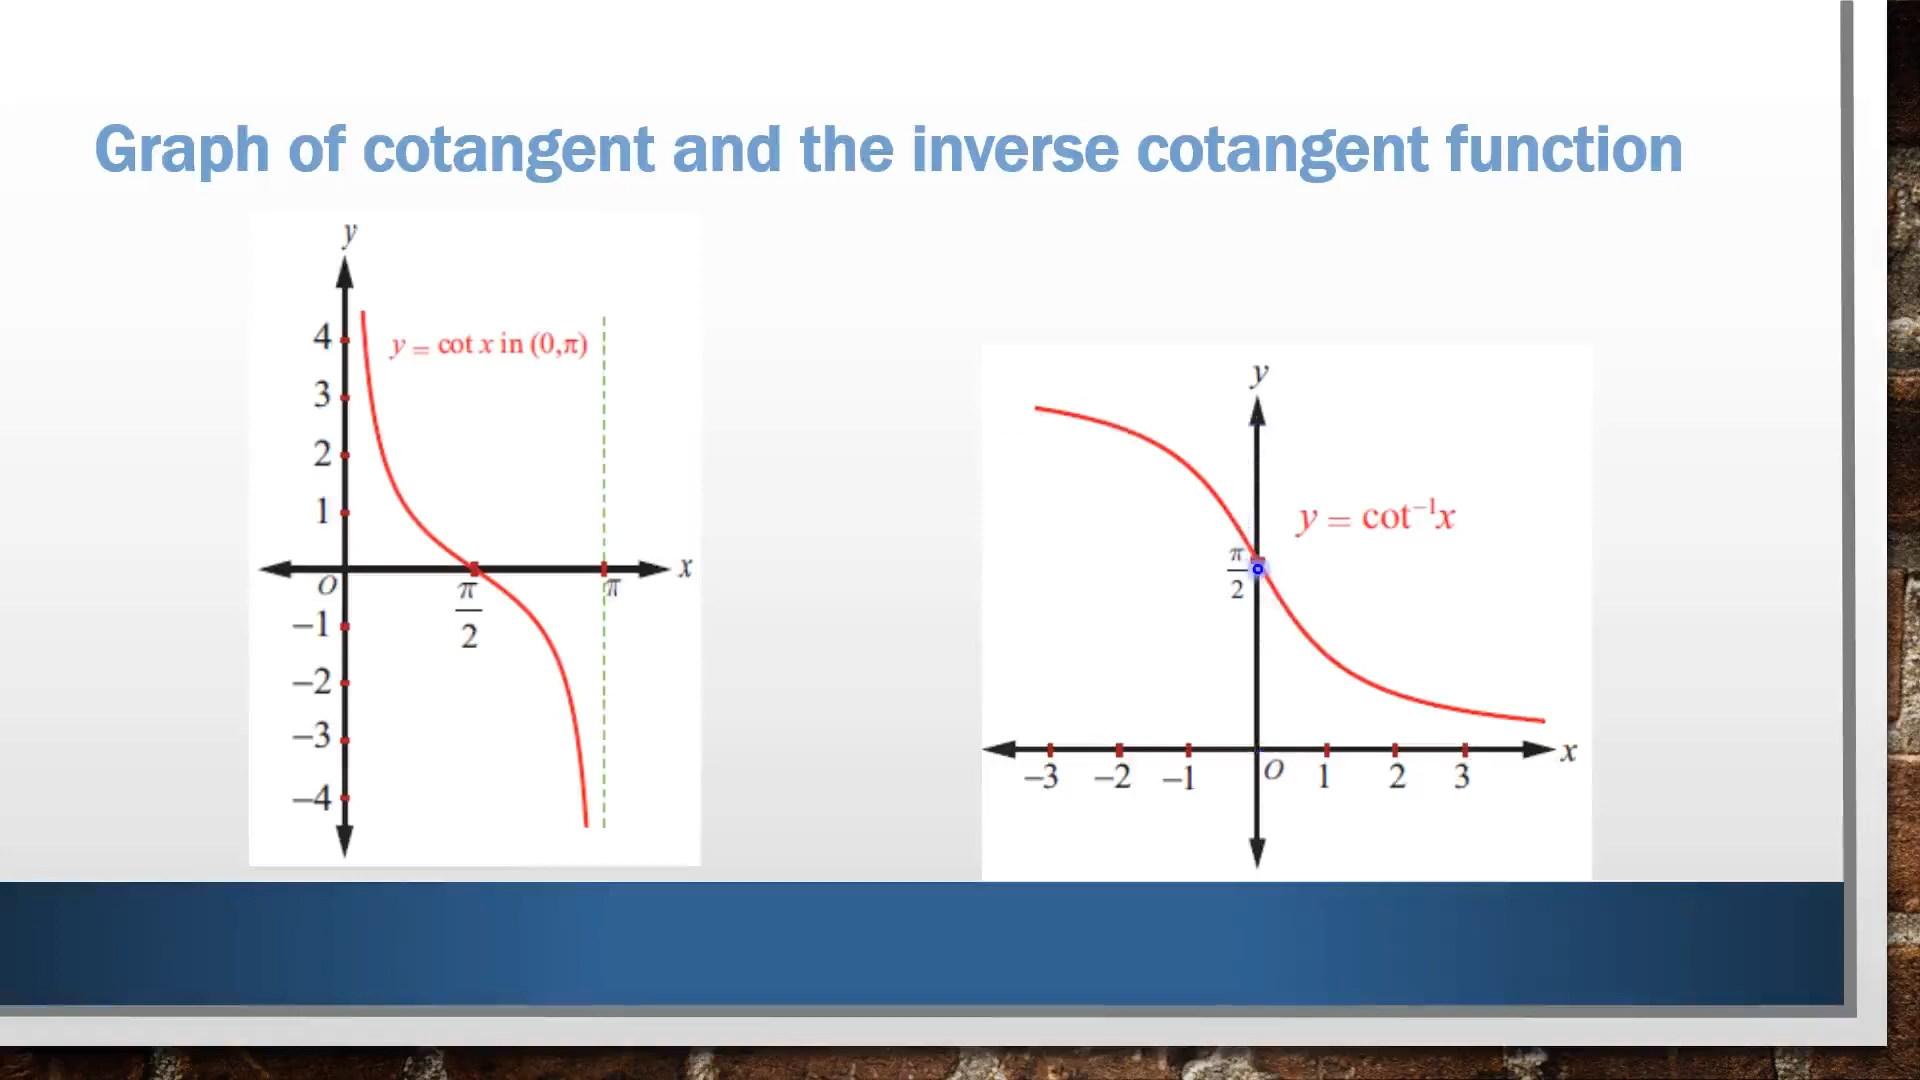 Graph of cotangent and the inverse cotangent function
y
4
y = cot x in (0,π)
3
2
1
x
O
π
π/2
−1
−2
−3
−4
y
y = cot⁻¹x
π/2
x
−3 −2 −1 O 1 2 3